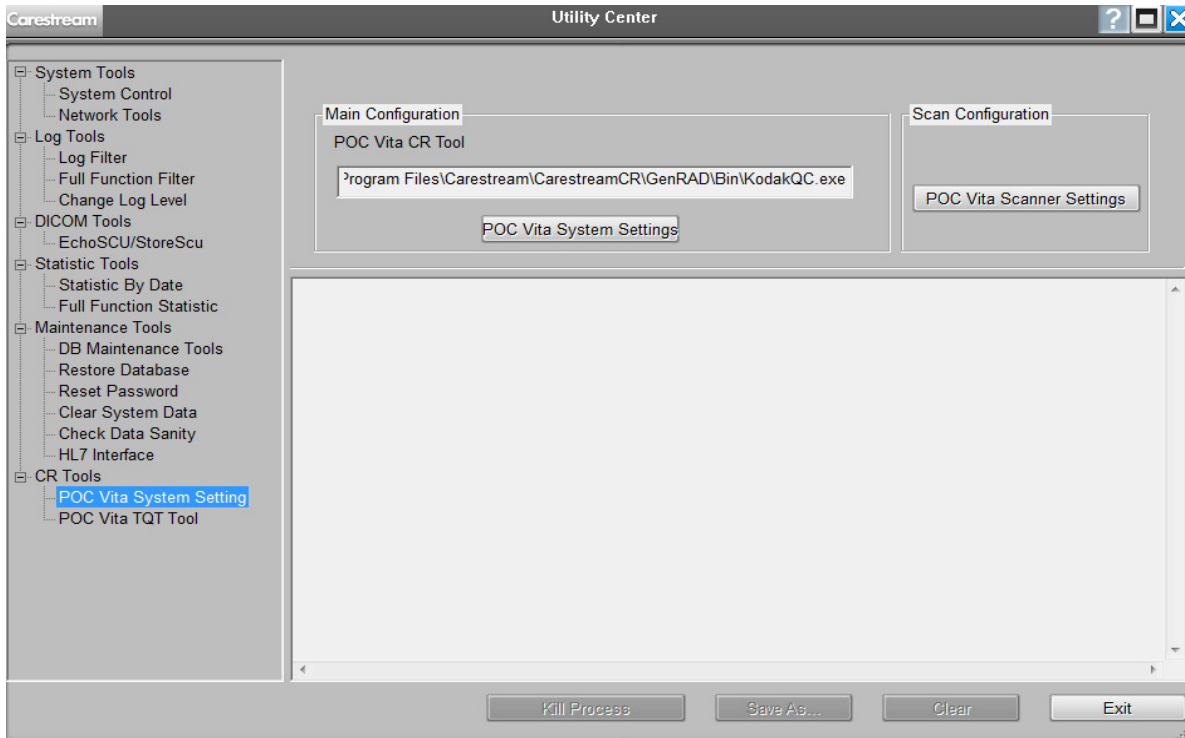 Carestream
Utility Center
?
System Tools
System Control
Network Tools
Log Tools
Log Filter
Full Function Filter
Change Log Level
DICOM Tools
EchoSCU/StoreScu
Statistic Tools
Statistic By Date
Full Function Statistic
Maintenance Tools
DB Maintenance Tools
Restore Database
Reset Password
Clear System Data
Check Data Sanity
HL7 Interface
CR Tools
POC Vita System Setting
POC Vita TQT Tool
Main Configuration
POC Vita CR Tool
Program Files\Carestream\CarestreamCR\GenRAD\Bin\KodakQC.exe
POC Vita System Settings
Scan Configuration
POC Vita Scanner Settings
Kill Process
Save As...
Clear
Exit